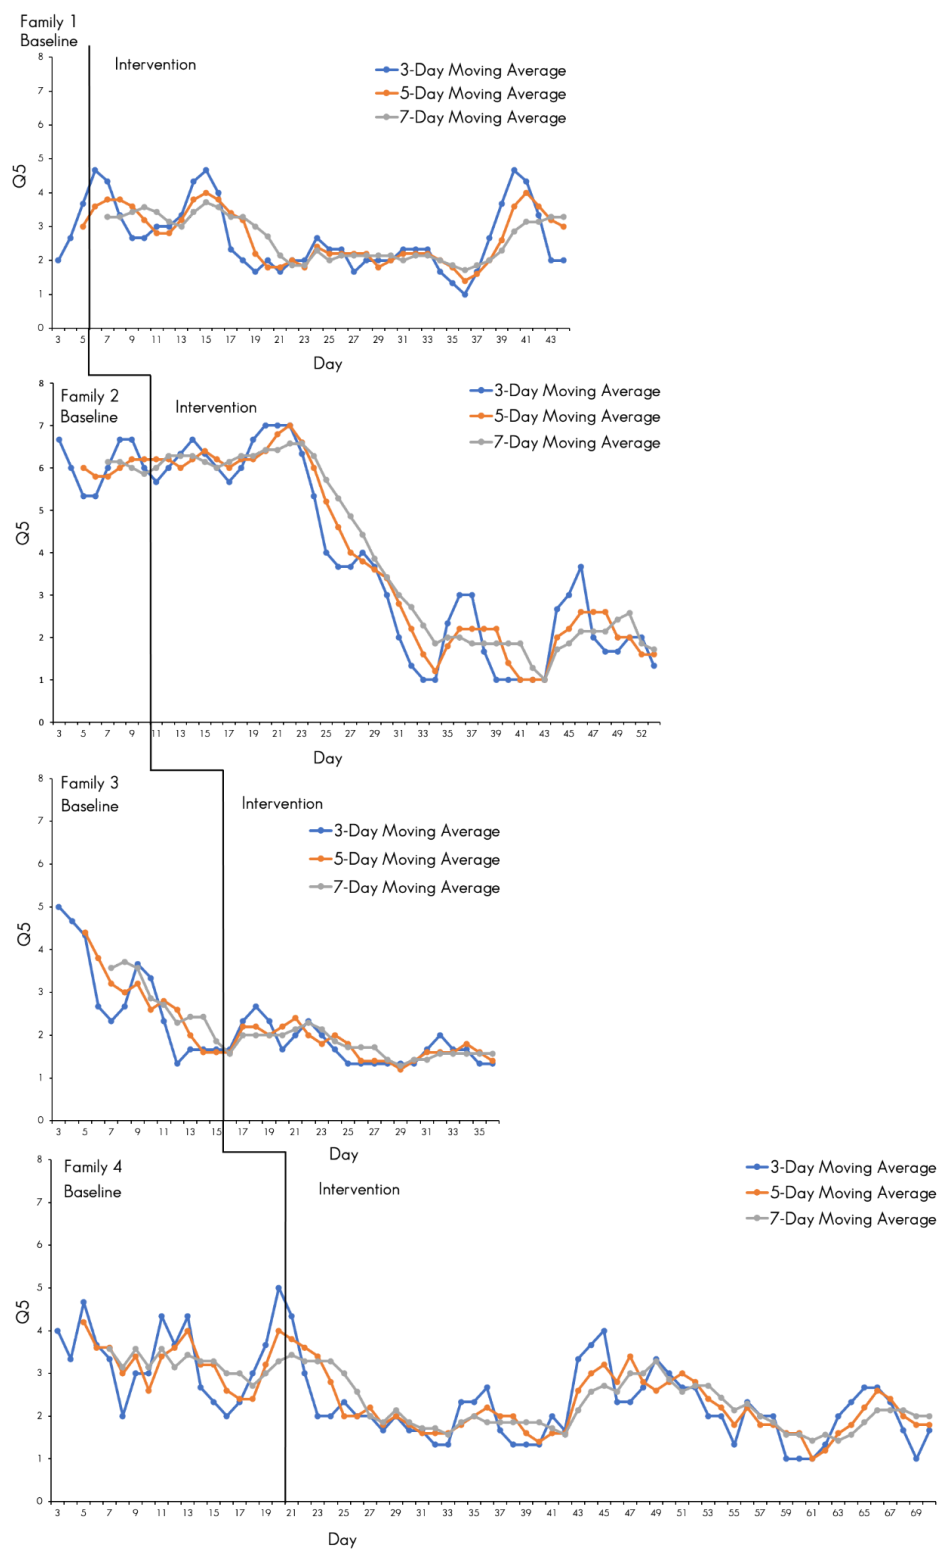 Family 1
Baseline
Intervention
3-Day Moving Average
5-Day Moving Average
7-Day Moving Average
8
7
6
5
4
3
2
1
0
Q5
3 5 7 9 11 13 15 17 19 21 23 25 27 29 31 33 35 37 39 41 43
Day
Family 2
Baseline
Intervention
3-Day Moving Average
5-Day Moving Average
7-Day Moving Average
8
7
6
5
4
3
2
1
0
Q5
3 5 7 9 11 13 15 17 19 21 23 25 27 29 31 33 35 37 39 41 43 45 47 49 52
Day
Family 3
Baseline
Intervention
3-Day Moving Average
5-Day Moving Average
7-Day Moving Average
8
7
6
5
4
3
2
1
0
Q5
3 5 7 9 11 13 15 17 19 21 23 25 27 29 31 33 35
Day
Family 4
Baseline
Intervention
3-Day Moving Average
5-Day Moving Average
7-Day Moving Average
8
7
6
5
4
3
2
1
0
Q5
3 5 7 9 11 13 15 17 19 21 23 25 27 29 31 33 35 37 39 41 43 45 47 49 51 53 55 57 59 61 63 65 67 69
Day